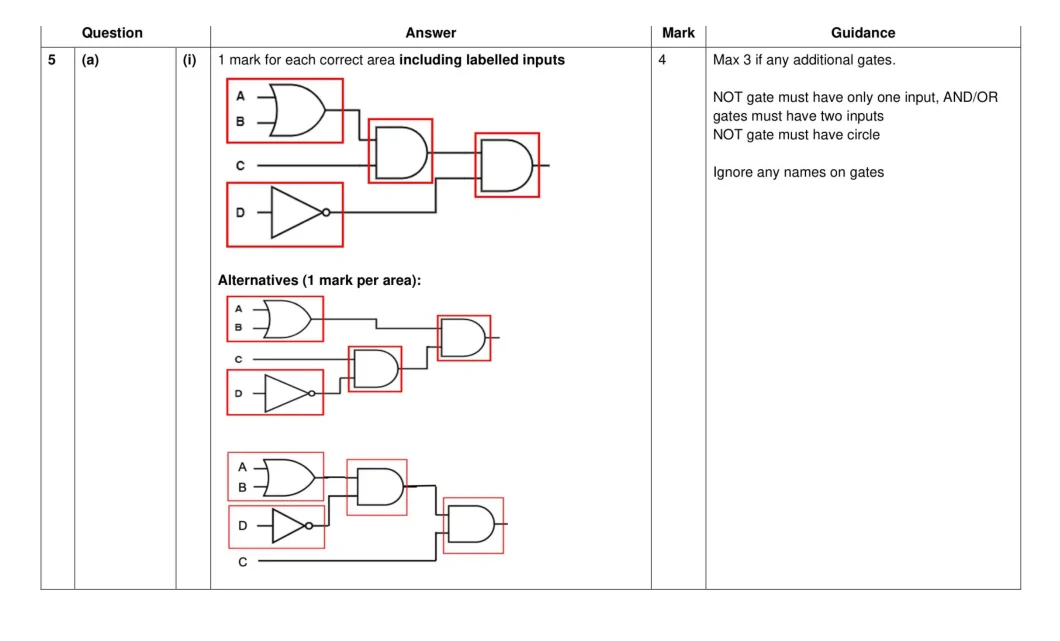 Question Answer Mark Guidance
5 (a) (i) 1 mark for each correct area including labelled inputs 4 Max 3 if any additional gates.
A
B
C
D
NOT gate must have only one input, AND/OR
gates must have two inputs
NOT gate must have circle
Ignore any names on gates
Alternatives (1 mark per area):
A
B
C
D
A
B
D
C